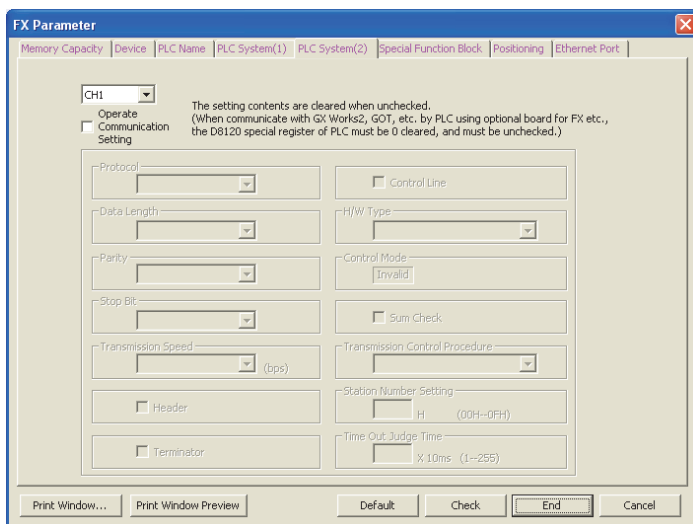 FX Parameter
Memory Capacity Device PLC Name PLC System(1) PLC System(2) Special Function Block Positioning Ethernet Port
CH1
Operate Communication Setting
The setting contents are cleared when unchecked.
(When communicate with GX Works2, GOT, etc. by PLC using optional board for FX etc.,
the D8120 special register of PLC must be 0 cleared, and must be unchecked.)
Protocol
Control Line
Data Length
H/W Type
Parity
Control Mode
Invalid
Stop Bit
Sum Check
Transmission Speed
(bps)
Transmission Control Procedure
Header
Station Number Setting
H (00H--0FH)
Terminator
Time Out Judge Time
X 10ms (1--255)
Print Window... Print Window Preview Default Check End Cancel